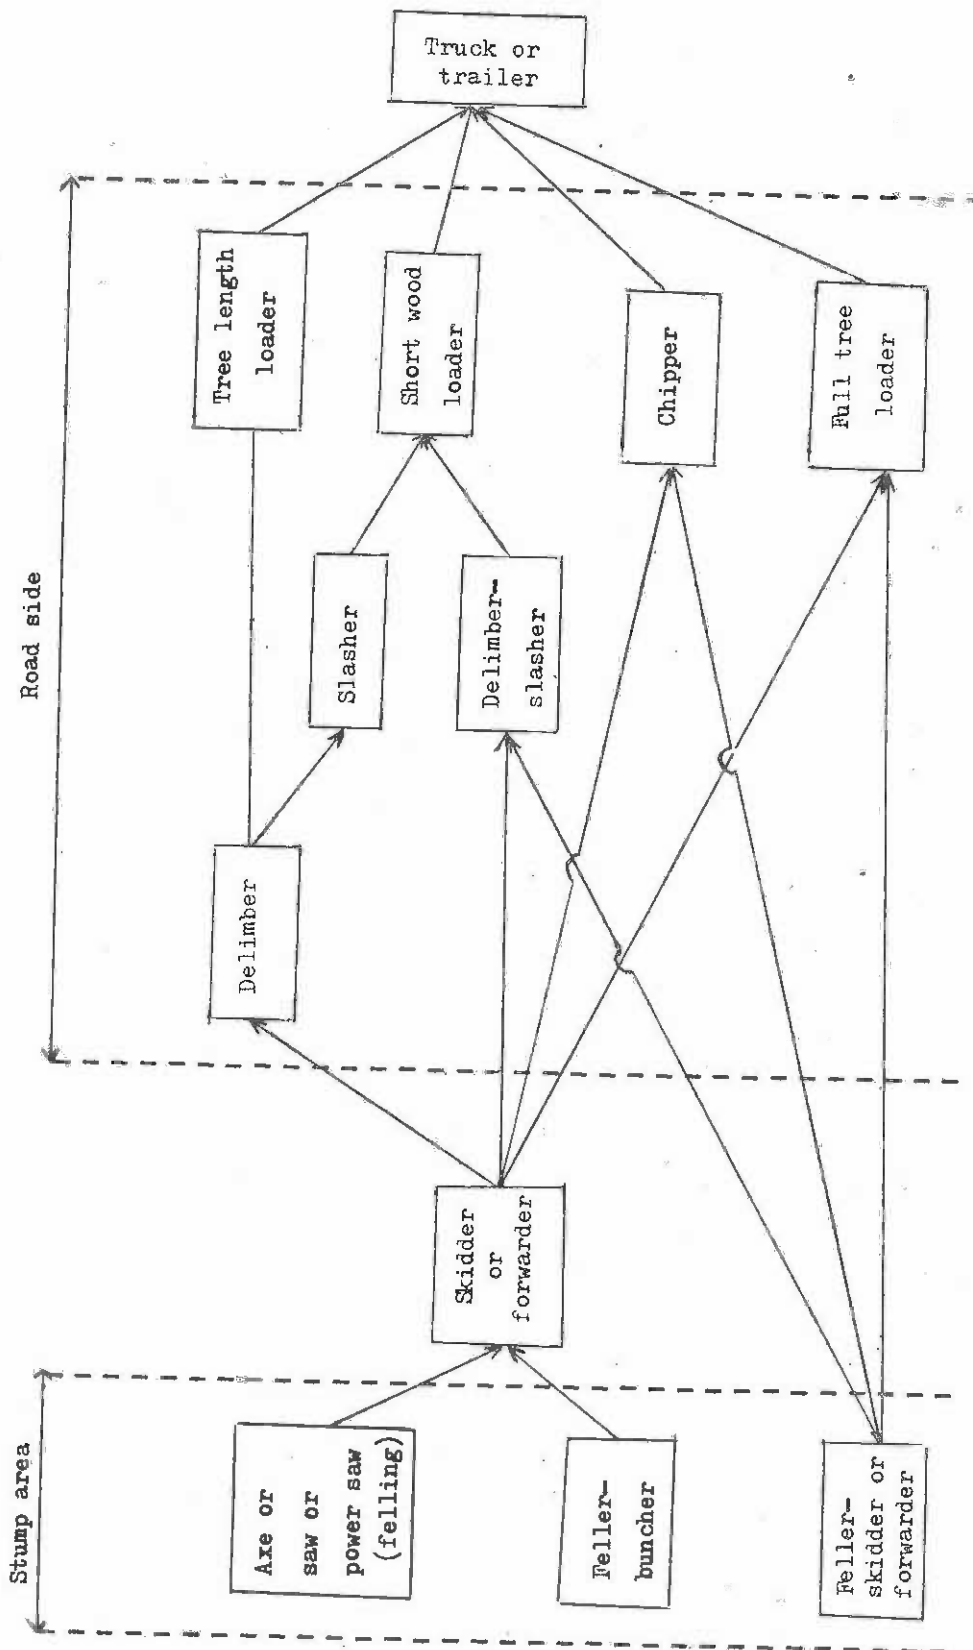 Stump area
Road side
Axe or
saw or
power saw
(felling)
Feller-
buncher
Feller-
skidder or
forwarder
Skidder
or
forwarder
Delimber
Slasher
Delimber-
slasher
Tree length
loader
Short wood
loader
Chipper
Full tree
loader
Truck or
trailer